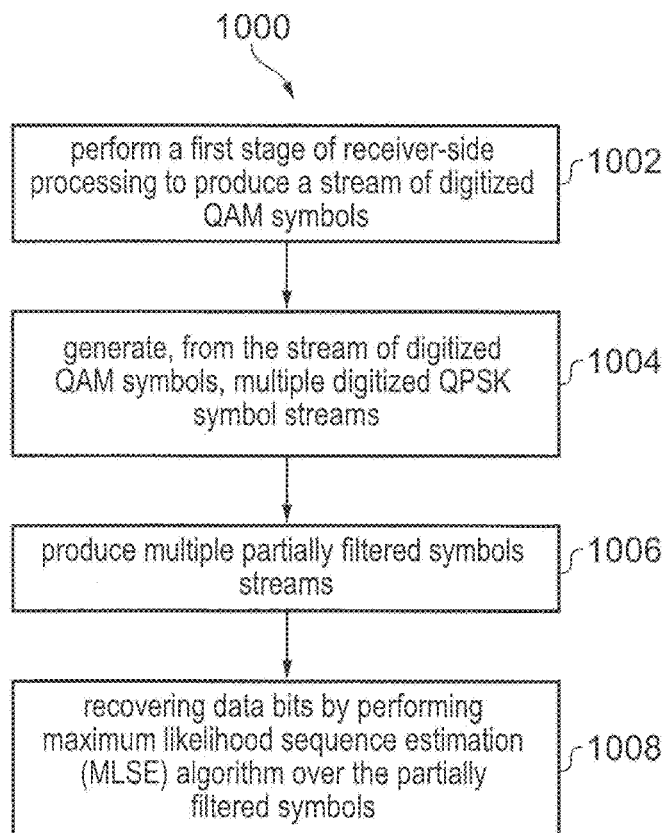 1000
perform a first stage of receiver-side
processing to produce a stream of digitized
QAM symbols
1002
generate, from the stream of digitized
QAM symbols, multiple digitized QPSK
symbol streams
1004
produce multiple partially filtered symbols
streams
1006
recovering data bits by performing
maximum likelihood sequence estimation
(MLSE) algorithm over the partially
filtered symbols
1008